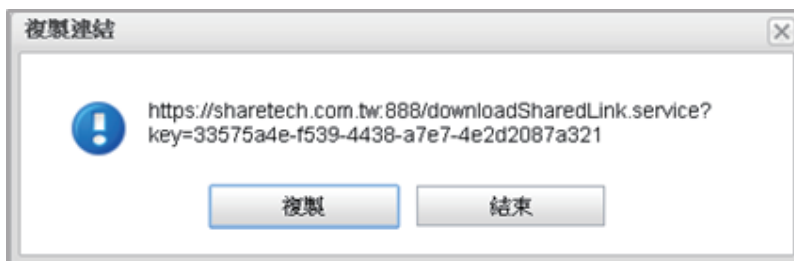 複製連結
https://sharetech.com.tw:888/downloadSharedLink.service?
key=33575a4e-f539-4438-a7e7-4e2d2087a321
複製
結束